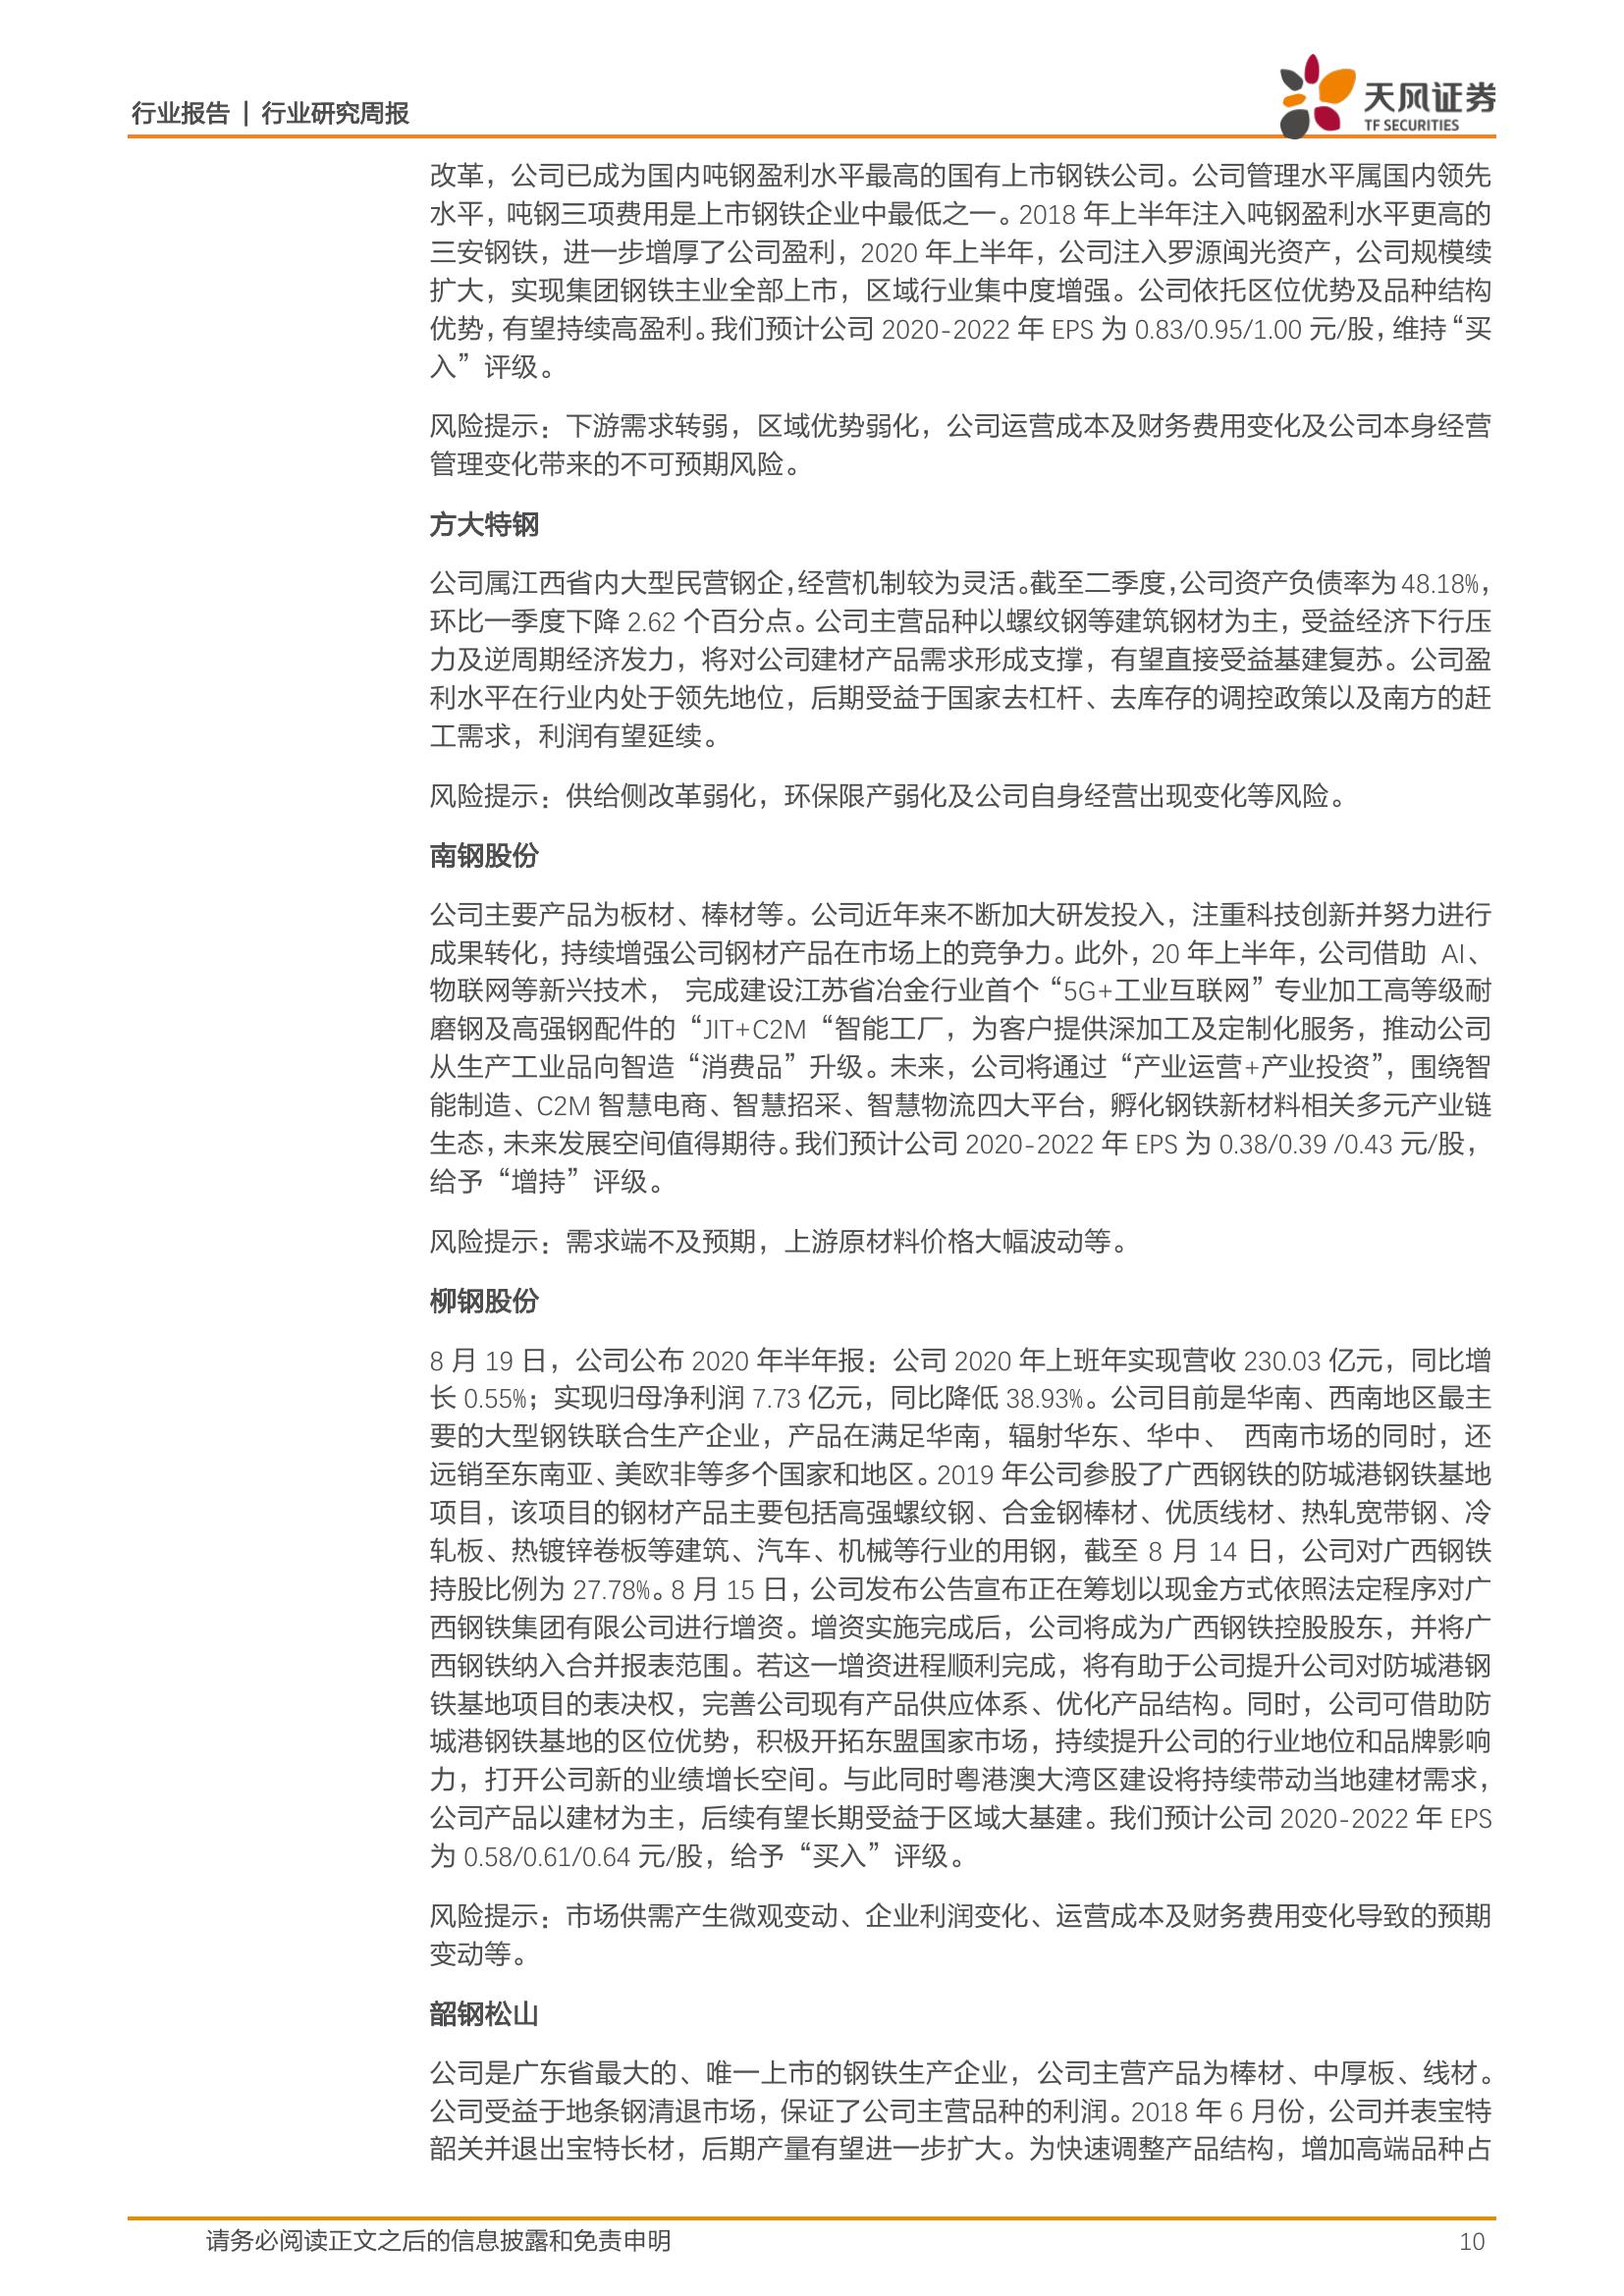 行业报告 | 行业研究周报
天风证券
TF SECURITIES
改革，公司已成为国内吨钢盈利水平最高的国有上市钢铁公司。公司管理水平属国内领先
水平，吨钢三项费用是上市钢铁企业中最低之一。2018 年上半年注入吨钢盈利水平更高的
三安钢铁，进一步增厚了公司盈利，2020 年上半年，公司注入罗源闽光资产，公司规模续
扩大，实现集团钢铁主业全部上市，区域行业集中度增强。公司依托区位优势及品种结构
优势，有望持续高盈利。我们预计公司 2020-2022 年 EPS 为 0.83/0.95/1.00 元/股，维持“买
入”评级。
风险提示：下游需求转弱，区域优势弱化，公司运营成本及财务费用变化及公司本身经营
管理变化带来的不可预期风险。
方大特钢
公司属江西省内大型民营钢企，经营机制较为灵活。截至二季度，公司资产负债率为 48.18%，
环比一季度下降 2.62 个百分点。公司主营品种以螺纹钢等建筑钢材为主，受益经济下行压
力及逆周期经济发力，将对公司建材产品需求形成支撑，有望直接受益基建复苏。公司盈
利水平在行业内处于领先地位，后期受益于国家去杠杆、去库存的调控政策以及南方的赶
工需求，利润有望延续。
风险提示：供给侧改革弱化，环保限产弱化及公司自身经营出现变化等风险。
南钢股份
公司主要产品为板材、棒材等。公司近年来不断加大研发投入，注重科技创新并努力进行
成果转化，持续增强公司钢材产品在市场上的竞争力。此外，20 年上半年，公司借助 AI、
物联网等新兴技术， 完成建设江苏省冶金行业首个“5G+工业互联网”专业加工高等级耐
磨钢及高强钢配件的“JIT+C2M“智能工厂，为客户提供深加工及定制化服务，推动公司
从生产工业品向智造“消费品”升级。未来，公司将通过“产业运营+产业投资”，围绕智
能制造、C2M 智慧电商、智慧招采、智慧物流四大平台，孵化钢铁新材料相关多元产业链
生态，未来发展空间值得期待。我们预计公司 2020-2022 年 EPS 为 0.38/0.39 /0.43 元/股，
给予“增持”评级。
风险提示：需求端不及预期，上游原材料价格大幅波动等。
柳钢股份
8 月 19 日，公司公布 2020 年半年报：公司 2020 年上班年实现营收 230.03 亿元，同比增
长 0.55%；实现归母净利润 7.73 亿元，同比降低 38.93%。公司目前是华南、西南地区最主
要的大型钢铁联合生产企业，产品在满足华南，辐射华东、华中、 西南市场的同时，还
远销至东南亚、美欧非等多个国家和地区。2019 年公司参股了广西钢铁的防城港钢铁基地
项目，该项目的钢材产品主要包括高强螺纹钢、合金钢棒材、优质线材、热轧宽带钢、冷
轧板、热镀锌卷板等建筑、汽车、机械等行业的用钢，截至 8 月 14 日，公司对广西钢铁
持股比例为 27.78%。8 月 15 日，公司发布公告宣布正在筹划以现金方式依照法定程序对广
西钢铁集团有限公司进行增资。增资实施完成后，公司将成为广西钢铁控股股东，并将广
西钢铁纳入合并报表范围。若这一增资进程顺利完成，将有助于公司提升公司对防城港钢
铁基地项目的表决权，完善公司现有产品供应体系、优化产品结构。同时，公司可借助防
城港钢铁基地的区位优势，积极开拓东盟国家市场，持续提升公司的行业地位和品牌影响
力，打开公司新的业绩增长空间。与此同时粤港澳大湾区建设将持续带动当地建材需求，
公司产品以建材为主，后续有望长期受益于区域大基建。我们预计公司 2020-2022 年 EPS
为 0.58/0.61/0.64 元/股，给予“买入”评级。
风险提示：市场供需产生微观变动、企业利润变化、运营成本及财务费用变化导致的预期
变动等。
韶钢松山
公司是广东省最大的、唯一上市的钢铁生产企业，公司主营产品为棒材、中厚板、线材。
公司受益于地条钢清退市场，保证了公司主营品种的利润。2018 年 6 月份，公司并表宝特
韶关并退出宝特长材，后期产量有望进一步扩大。为快速调整产品结构，增加高端品种占
请务必阅读正文之后的信息披露和免责申明
10